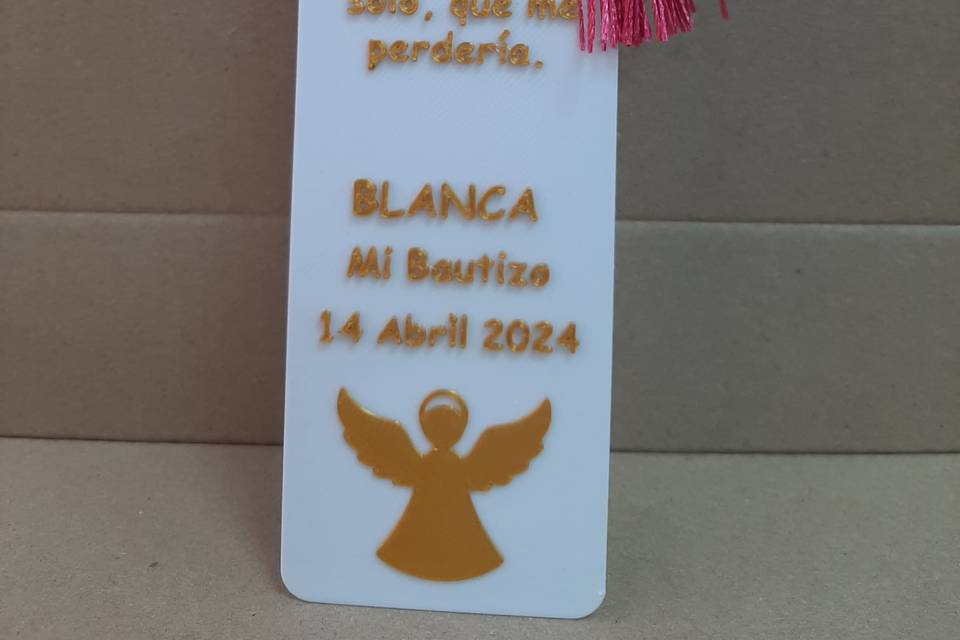 solo, que me
perdería.
BLANCA
Mi Bautizo
14 Abril 2024